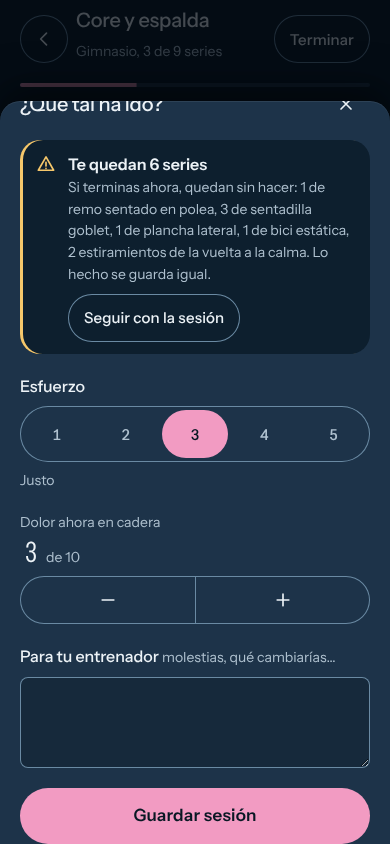 Core y espalda
Gimnasio, 3 de 9 series
Terminar
¿Qué tal ha ido?
Te quedan 6 series
Si terminas ahora, quedan sin hacer: 1 de
remo sentado en polea, 3 de sentadilla
goblet, 1 de plancha lateral, 1 de bici estática,
2 estiramientos de la vuelta a la calma. Lo
hecho se guarda igual.
Seguir con la sesión
Esfuerzo
1 2 3 4 5
Justo
Dolor ahora en cadera
3 de 10
− +
Para tu entrenador molestias, qué cambiarías…
Guardar sesión